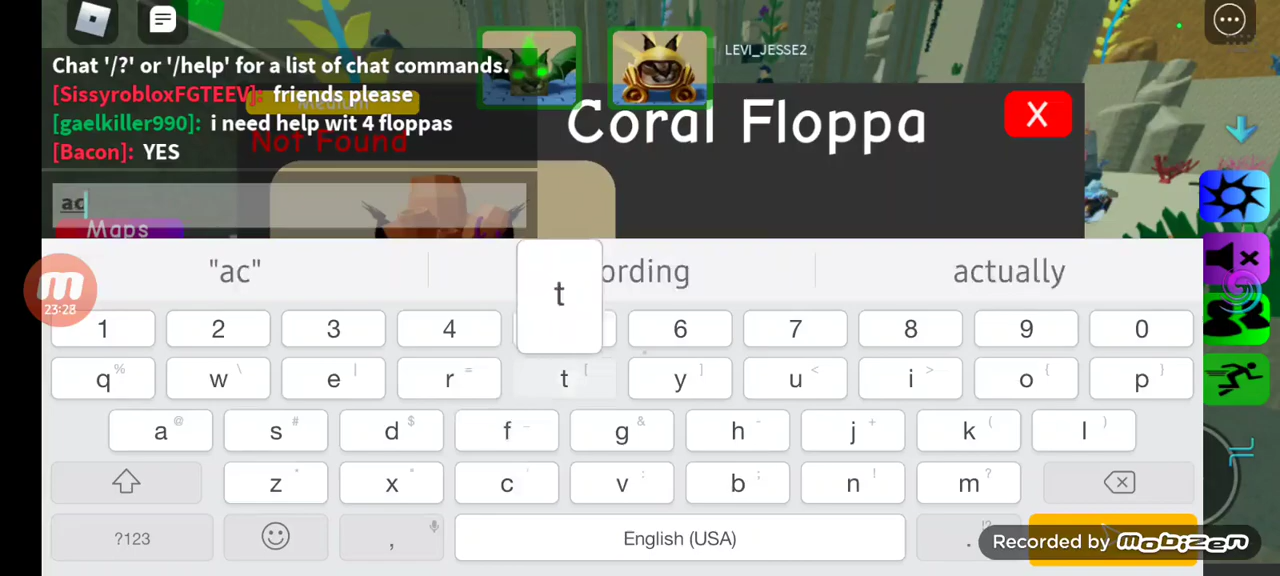 LEVI_JESSE2
Chat '/?' or '/help' for a list of chat commands.
[SissyrobloxFGTEEV]: friends please
Medium
[gaelkiller990]: i need help wit 4 floppas
Not Found
[Bacon]: YES
Coral Floppa
X
ac
Maps
"ac"
ording
actually
t
23:28
1 2 3 4 6 7 8 9 0
q % w \ e | r = t [ y ] u < i > o { p }
a @ s # d $ f _ g & h - j + k ( l )
z x c ' v : b ; n ! m ?
?123 , English (USA) . !?
Recorded by mobizen